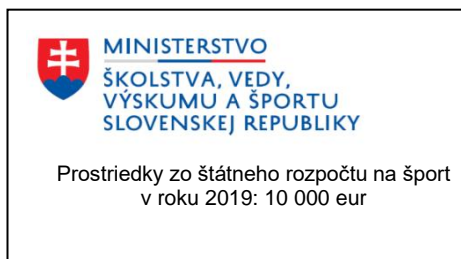 MINISTERSTVO
ŠKOLSTVA, VEDY,
VÝSKUMU A ŠPORTU
SLOVENSKEJ REPUBLIKY
Prostriedky zo štátneho rozpočtu na šport
v roku 2019: 10 000 eur